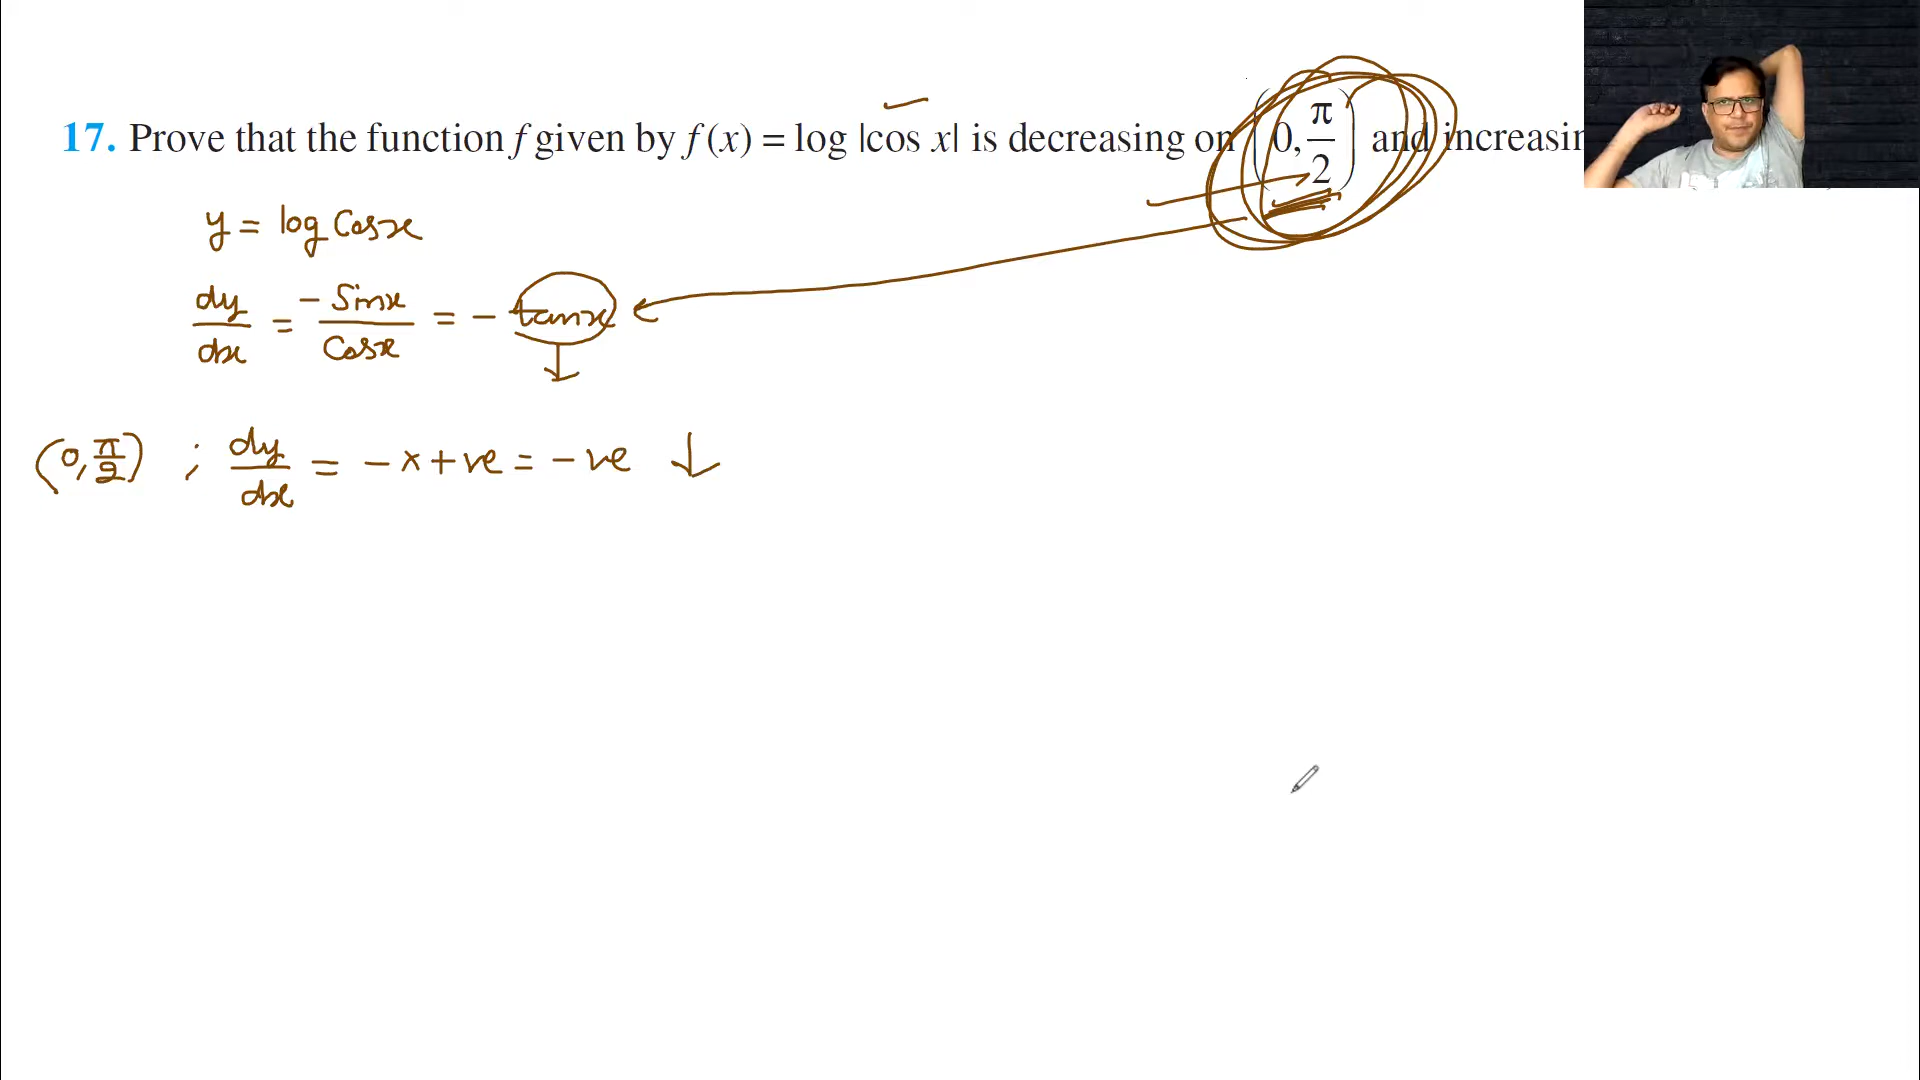 17. Prove that the function f given by f(x) = log |cos x| is decreasing on (0, π/2) and increasin
y = log Cosx
dy/dx = -Sinx/Cosx = - tanx
(0, π/2) ; dy/dx = - x +ve = -ve ↓